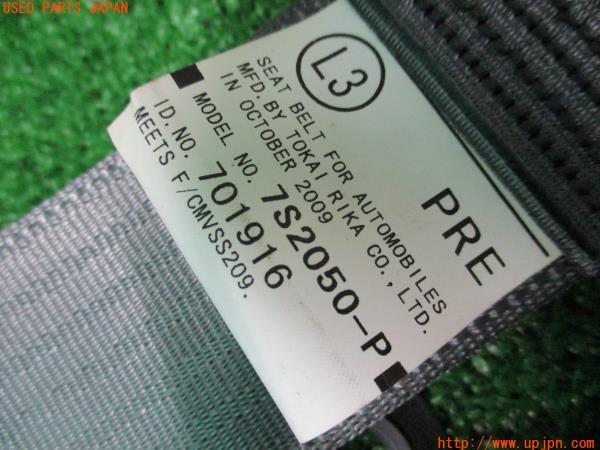 USED PARTS JAPAN
L3
PRE
SEAT BELT FOR AUTOMOBILES
MFD. BY TOKAI RIKA CO., LTD.
IN OCTOBER 2009
MODEL NO. 7S2050-P
ID. NO. 701916
MEETS F/CMVSS209.
http://www.upjpn.com/